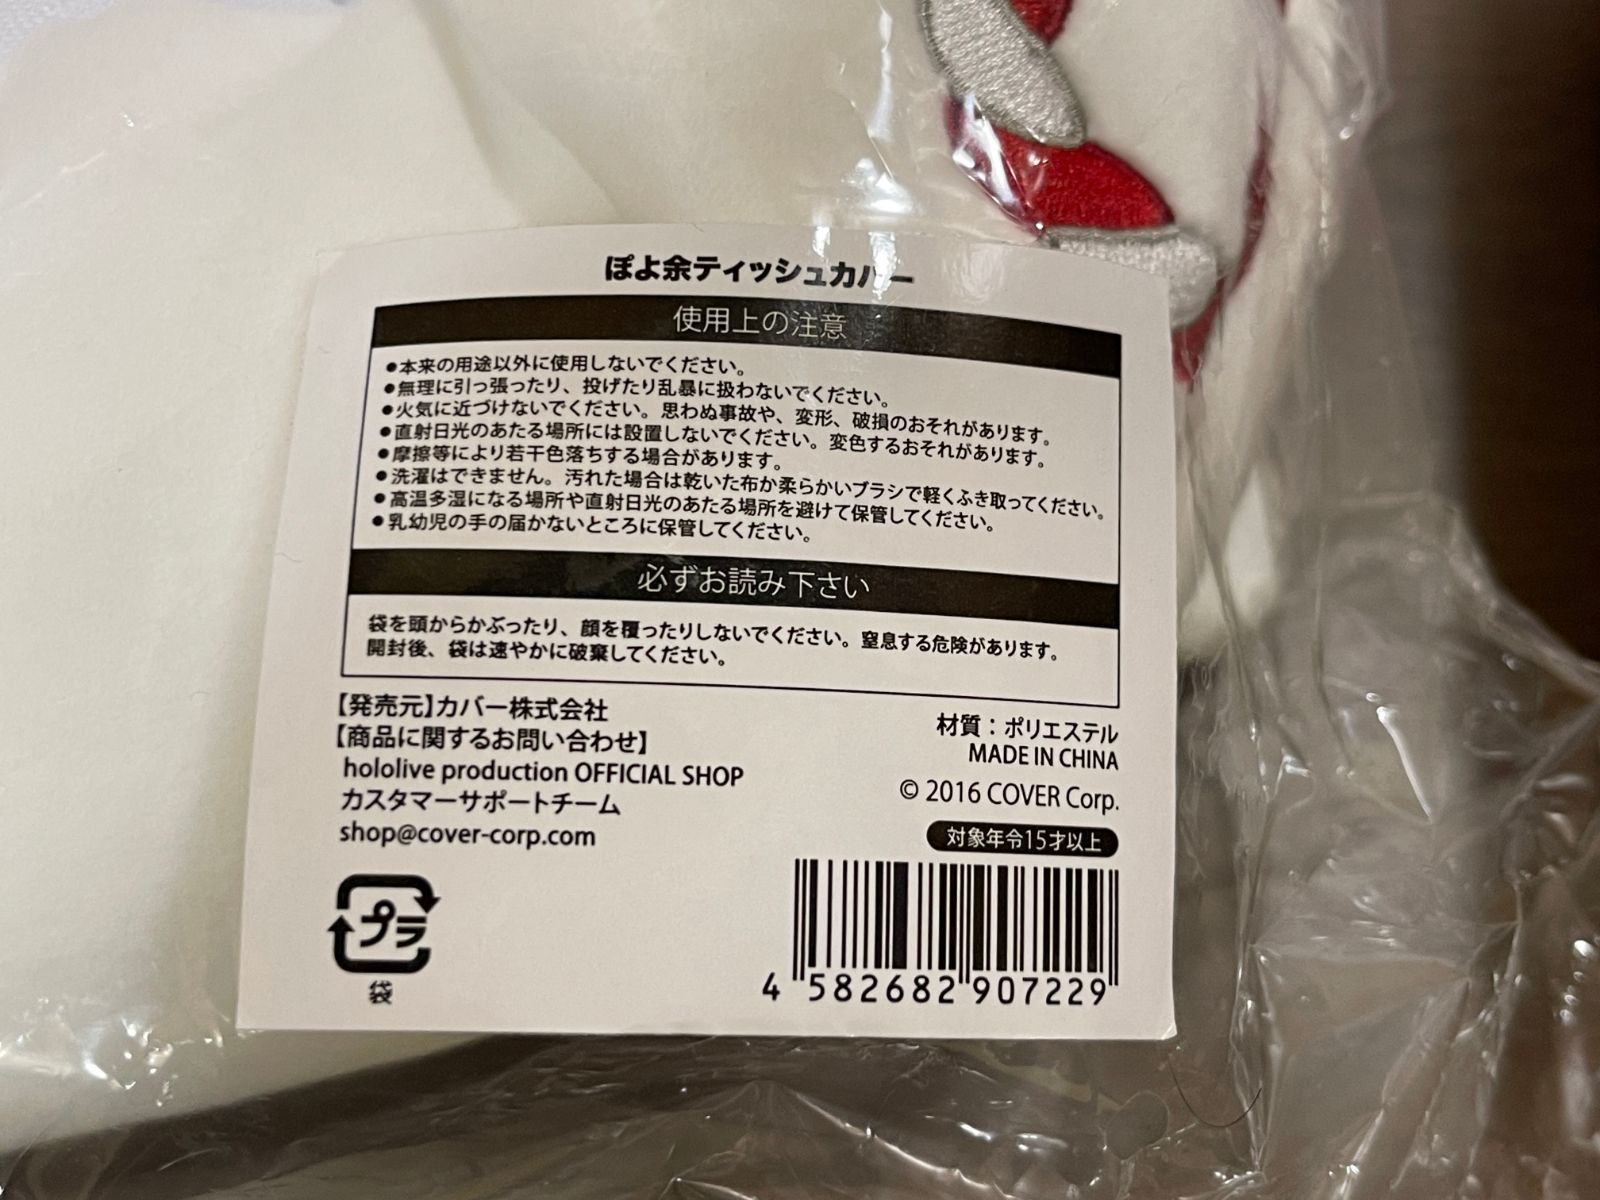 ぽよ余ティッシュカバー
使用上の注意
●本来の用途以外に使用しないでください。
●無理に引っ張ったり、投げたり乱暴に扱わないでください。
●火気に近づけないでください。思わぬ事故や、変形、破損のおそれがあります。
●直射日光のあたる場所には設置しないでください。変色するおそれがあります。
●摩擦等により若干色落ちする場合があります。
●洗濯はできません。汚れた場合は乾いた布か柔らかいブラシで軽くふき取ってください。
●高温多湿になる場所や直射日光のあたる場所を避けて保管してください。
●乳幼児の手の届かないところに保管してください。
必ずお読み下さい
袋を頭からかぶったり、顔を覆ったりしないでください。窒息する危険があります。
開封後、袋は速やかに破棄してください。
【発売元】カバー株式会社
【商品に関するお問い合わせ】
hololive production OFFICIAL SHOP
カスタマーサポートチーム
shop@cover-corp.com
材質：ポリエステル
MADE IN CHINA
© 2016 COVER Corp.
対象年令15才以上
プラ
袋
4 582682 907229